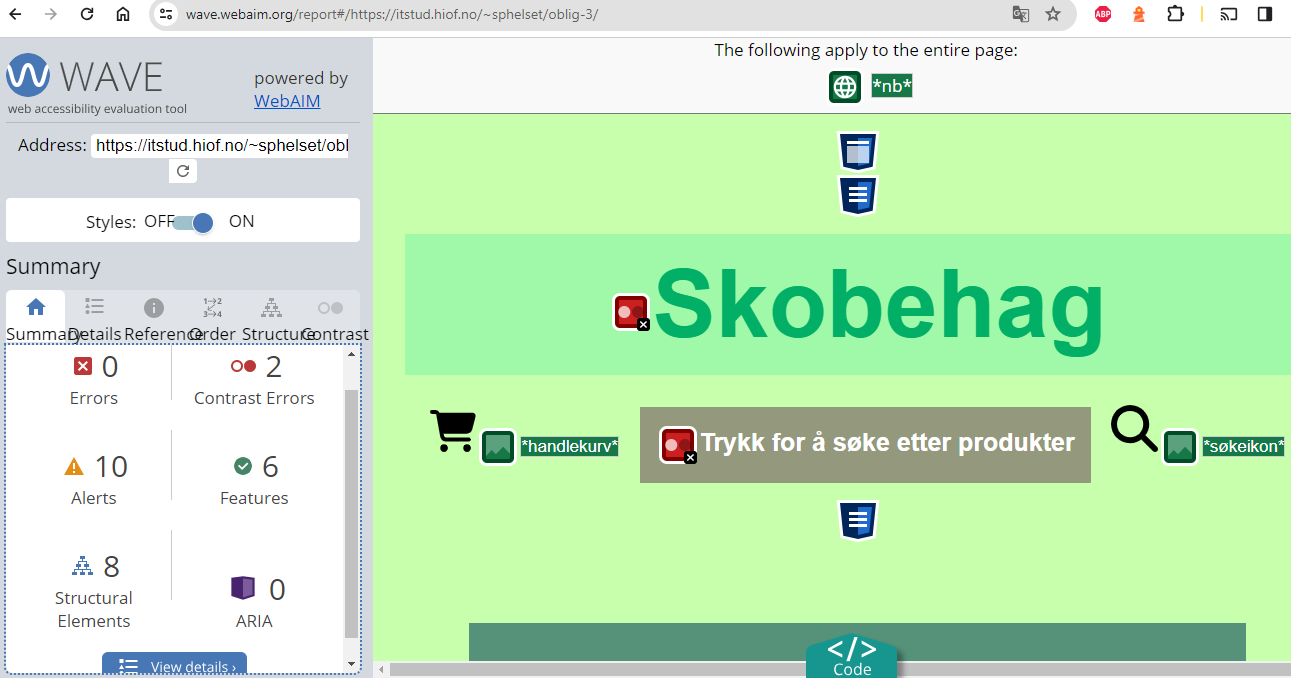 wave.webaim.org/report#/https://itstud.hiof.no/~sphelset/oblig-3/
ABP
WAVE
web accessibility evaluation tool
powered by
WebAIM
Address: https://itstud.hiof.no/~sphelset/obl
Styles: OFF ON
Summary
Summary Details Reference Order Structure Contrast
0
Errors
2
Contrast Errors
10
Alerts
6
Features
8
Structural
Elements
0
ARIA
View details ›
The following apply to the entire page:
*nb*
Skobehag
*handlekurv*
Trykk for å søke etter produkter
*søkeikon*
</>
Code